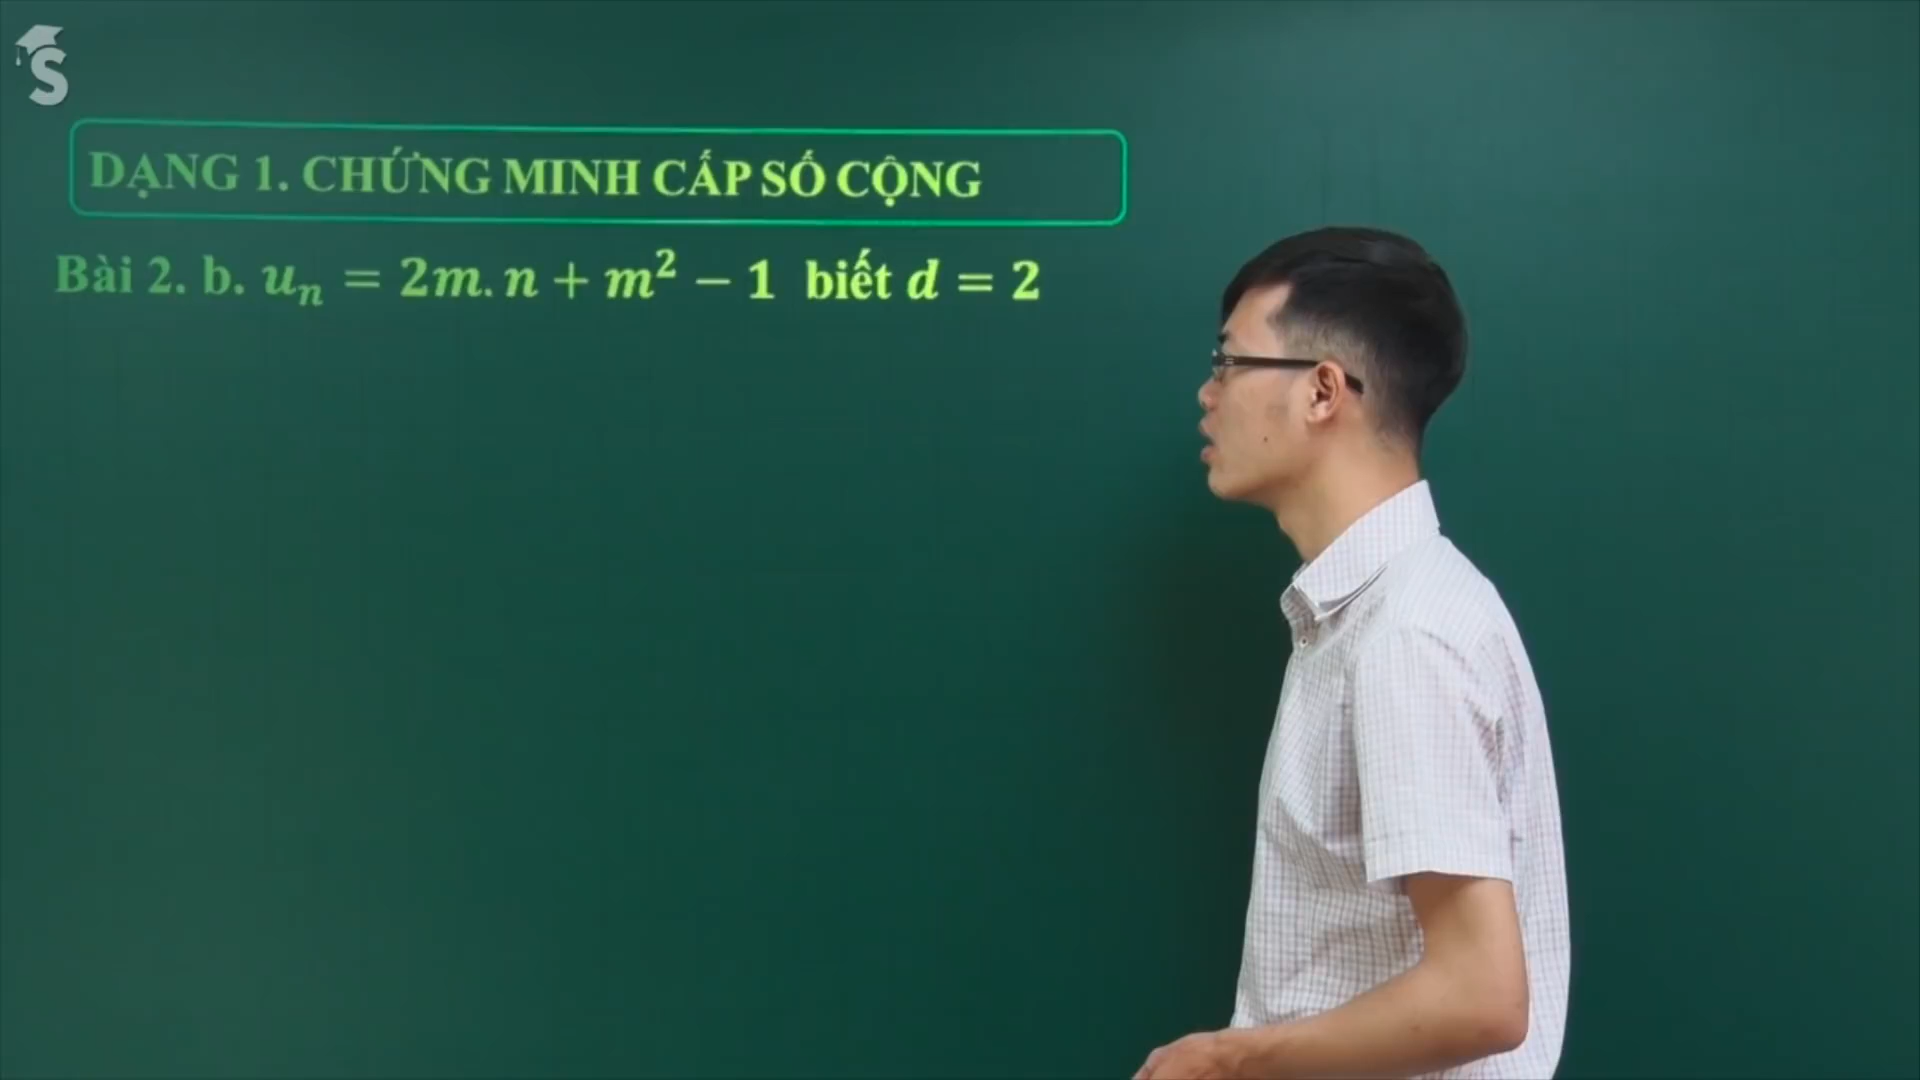 S
DẠNG 1. CHỨNG MINH CẤP SỐ CỘNG
Bài 2. b. uₙ = 2m. n + m² − 1 biết d = 2